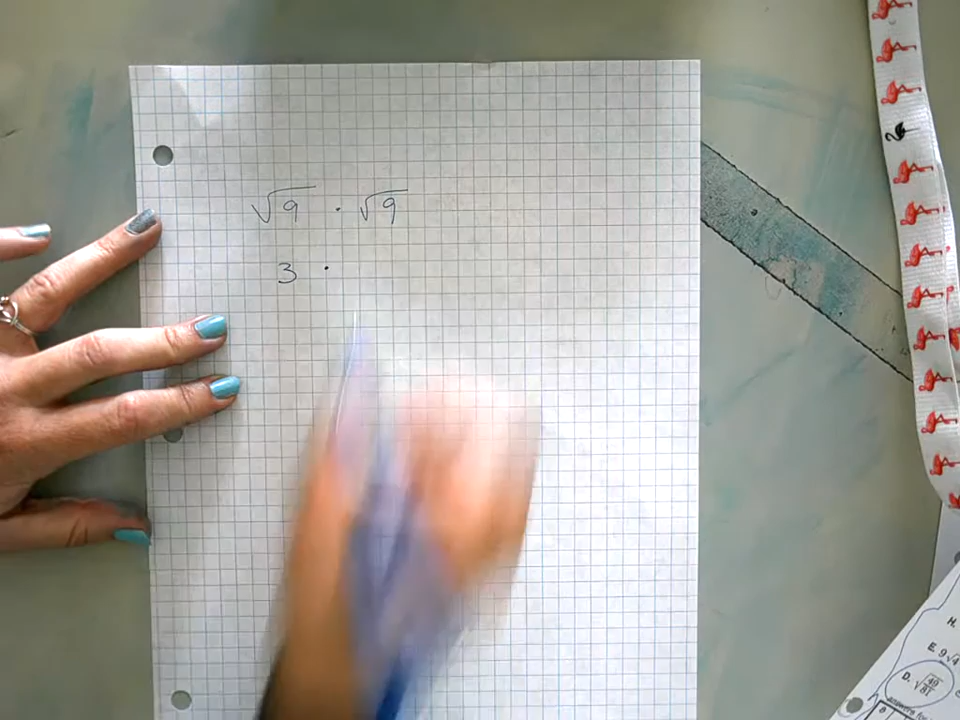 √9 · √9
3 ·
H.
E. 9√4
D. √49/81